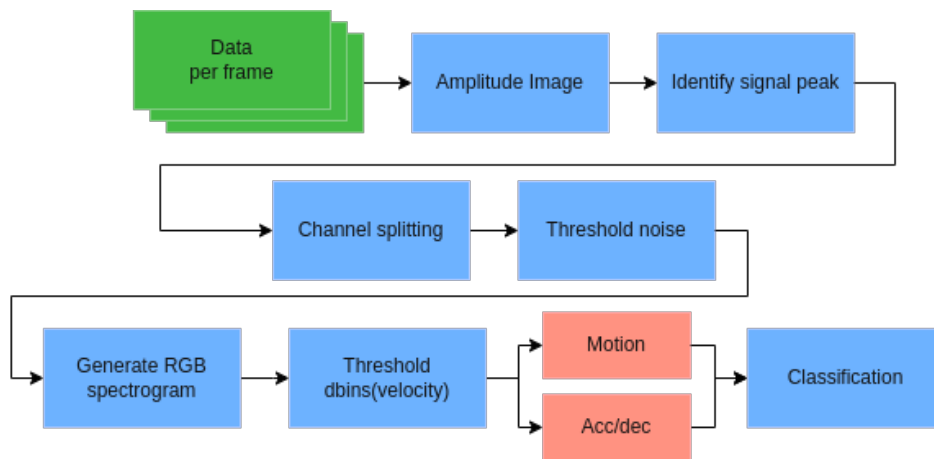 Data
per frame
Amplitude Image
Identify signal peak
Channel splitting
Threshold noise
Generate RGB
spectrogram
Threshold
dbins(velocity)
Motion
Acc/dec
Classification